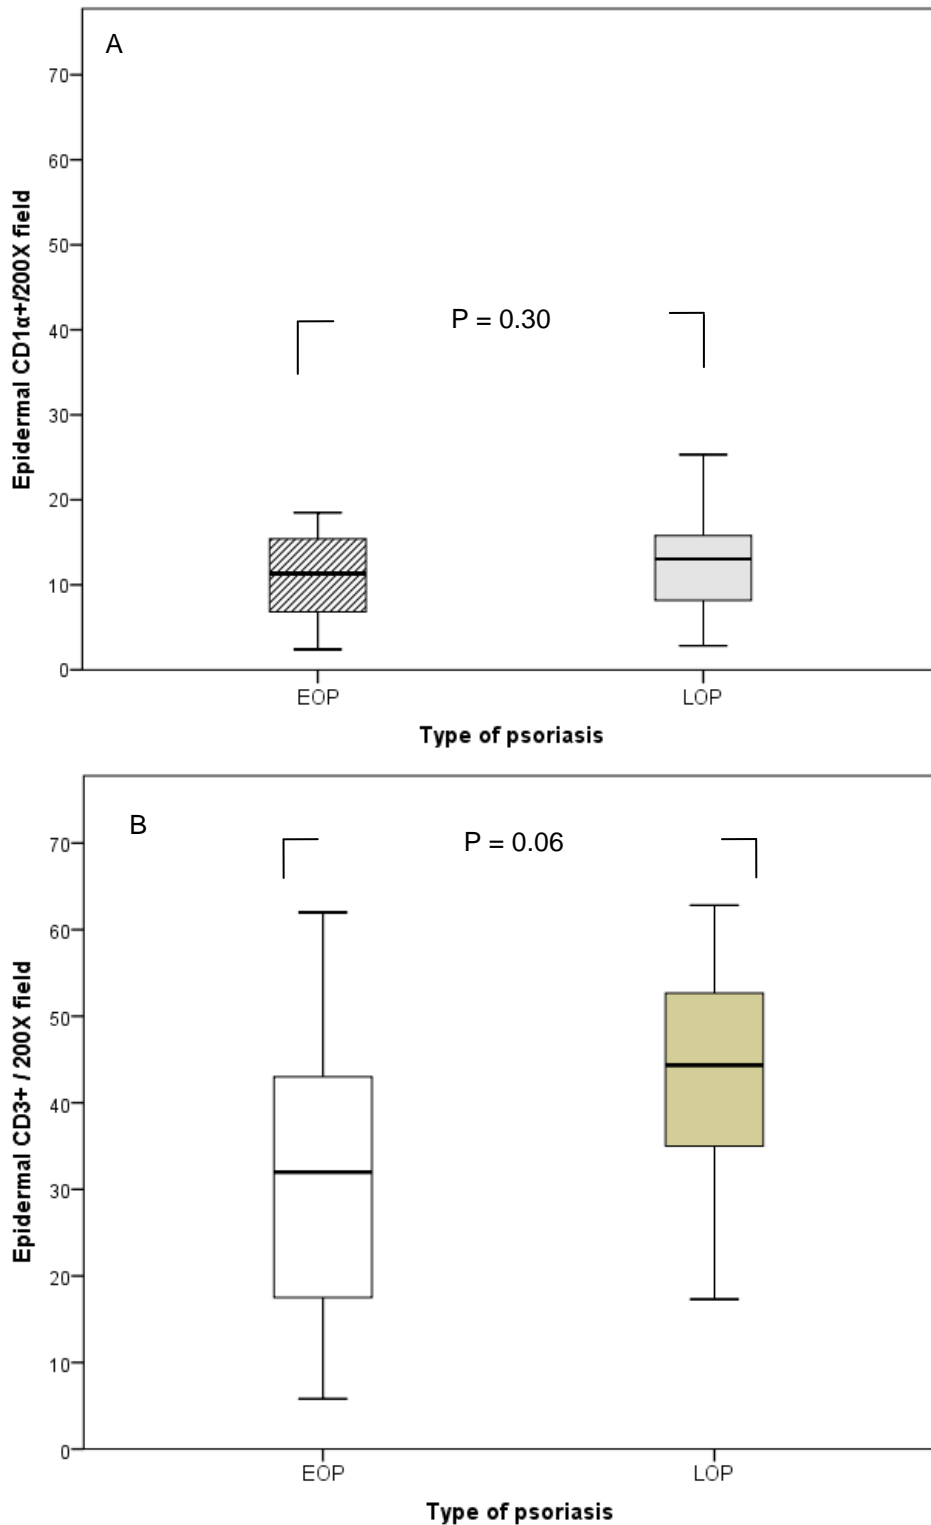 A
70
60
50
40
30
20
10
0
Epidermal CD1α+/200X field
P = 0.30
EOP
LOP
Type of psoriasis
B
70
60
50
40
30
20
10
0
Epidermal CD3+ / 200X field
P = 0.06
EOP
LOP
Type of psoriasis